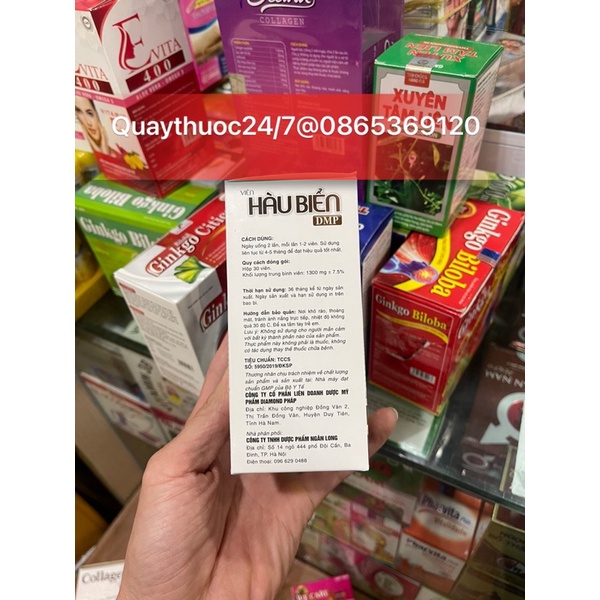 EVITA
400
COLLAGEN
XUYÊN
Quaythuoc24/7@0865369120
Ginkgo Biloba
Ginkgo
Ginkgo
Biloba
Ginkgo Biloba
VIÊN
HÀU BIỂN
DMP
CÁCH DÙNG:
Ngày uống 2 lần, mỗi lần 1-2 viên. Sử dụng
liên tục từ 4-5 tháng để đạt hiệu quả tốt nhất.
Quy cách đóng gói:
Hộp 30 viên.
Khối lượng trung bình viên: 1300 mg ± 7.5%
Thời hạn sử dụng: 36 tháng kể từ ngày sản
xuất. Ngày sản xuất và hạn sử dụng in trên
bao bì.
Hướng dẫn bảo quản: Nơi khô ráo, thoáng
mát, tránh ánh nắng trực tiếp, nhiệt độ không
quá 30 độ C. Để xa tầm tay trẻ em.
Lưu ý: Không sử dụng cho người mẫn cảm
với bất kỳ thành phần nào của sản phẩm.
Thực phẩm này không phải là thuốc, không
có tác dụng thay thế thuốc chữa bệnh.
TIÊU CHUẨN: TCCS
SỐ: 5950/2019/ĐKSP
Thương nhân chịu trách nhiệm về chất lượng
sản phẩm và sản xuất tại: Nhà máy đạt
chuẩn GMP của Bộ Y Tế
CÔNG TY CỔ PHẦN LIÊN DOANH DƯỢC MỸ
PHẨM DIAMOND PHÁP
Địa chỉ: Khu công nghiệp Đồng Văn 2,
Thị Trấn Đồng Văn, Huyện Duy Tiên,
Tỉnh Hà Nam.
Nhà phân phối:
CÔNG TY TNHH DƯỢC PHẨM NGÂN LONG
Địa chỉ: Số 14 ngõ 444 phố Đội Cấn, Ba
Đình, TP. Hà Nội
Điện thoại: 096 629 0488
Pharvita
Collagen